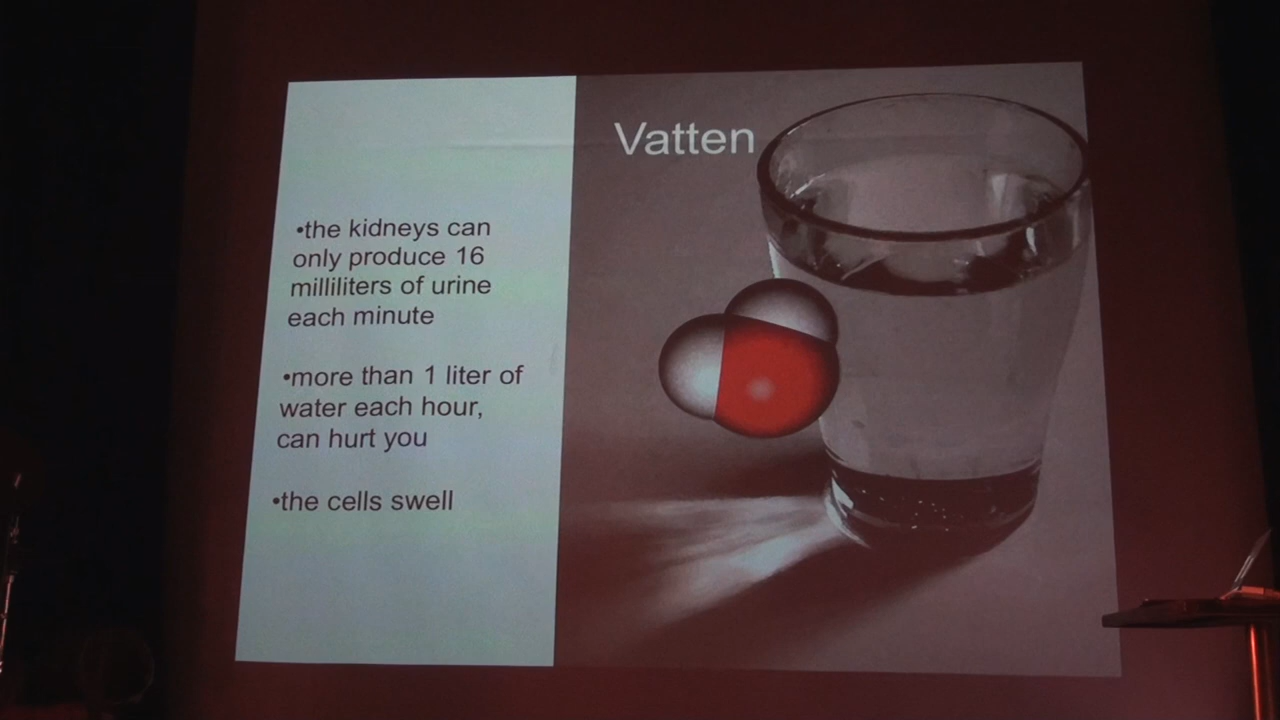 Vatten
•the kidneys can
only produce 16
milliliters of urine
each minute
•more than 1 liter of
water each hour,
can hurt you
•the cells swell